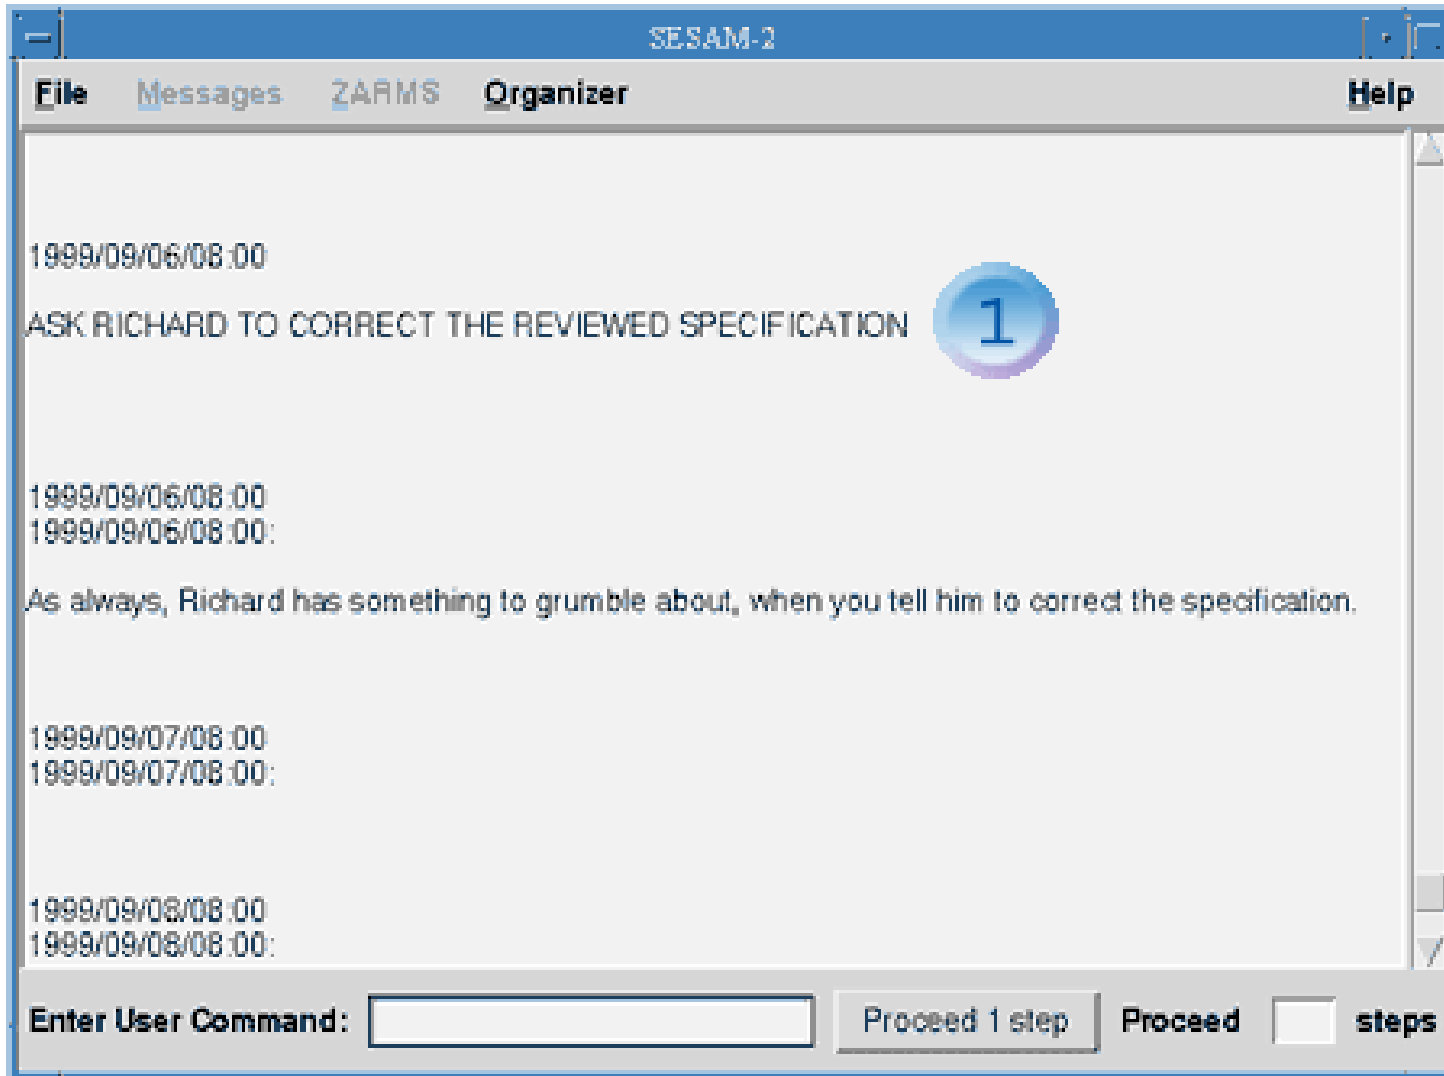 SESAM-2
File Messages ZARMS Organizer Help
1999/09/06/08:00
ASK RICHARD TO CORRECT THE REVIEWED SPECIFICATION
1
1999/09/06/08:00
1999/09/06/08:00:
As always, Richard has something to grumble about, when you tell him to correct the specification.
1999/09/07/08:00
1999/09/07/08:00:
1999/09/08/08:00
1999/09/08/08:00:
Enter User Command: Proceed 1 step Proceed steps